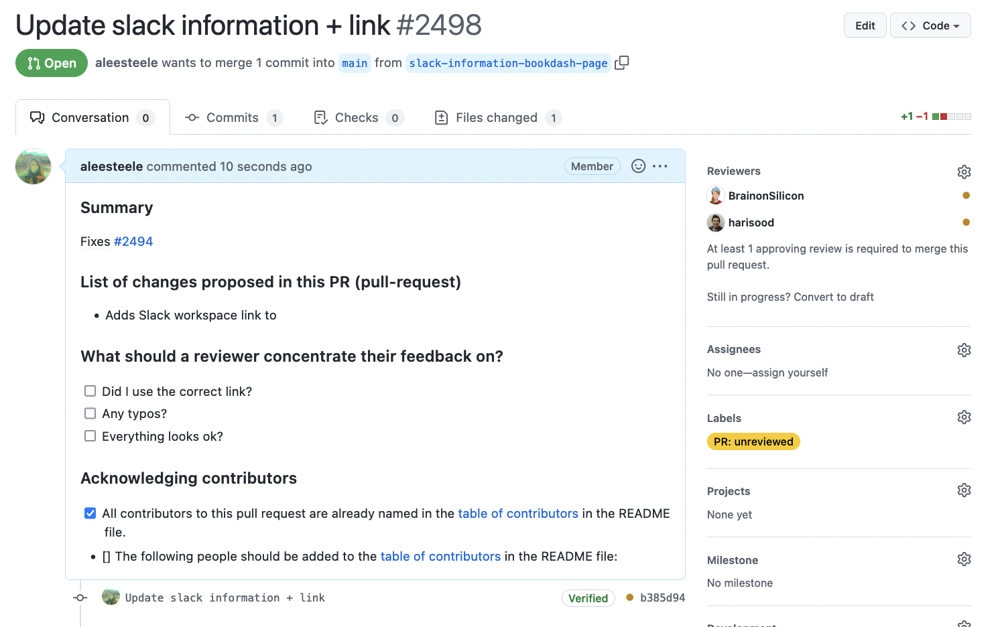 Update slack information + link #2498
Edit
Code
Open
aleesteele wants to merge 1 commit into main from slack-information-bookdash-page
Conversation 0
Commits 1
Checks 0
Files changed 1
+1 −1
aleesteele commented 10 seconds ago
Member
Summary
Fixes #2494
List of changes proposed in this PR (pull-request)
• Adds Slack workspace link to
What should a reviewer concentrate their feedback on?
Did I use the correct link?
Any typos?
Everything looks ok?
Acknowledging contributors
All contributors to this pull request are already named in the table of contributors in the README
file.
• [] The following people should be added to the table of contributors in the README file:
Update slack information + link
Verified
b385d94
Reviewers
BrainonSilicon
harisood
At least 1 approving review is required to merge this
pull request.
Still in progress? Convert to draft
Assignees
No one—assign yourself
Labels
PR: unreviewed
Projects
None yet
Milestone
No milestone